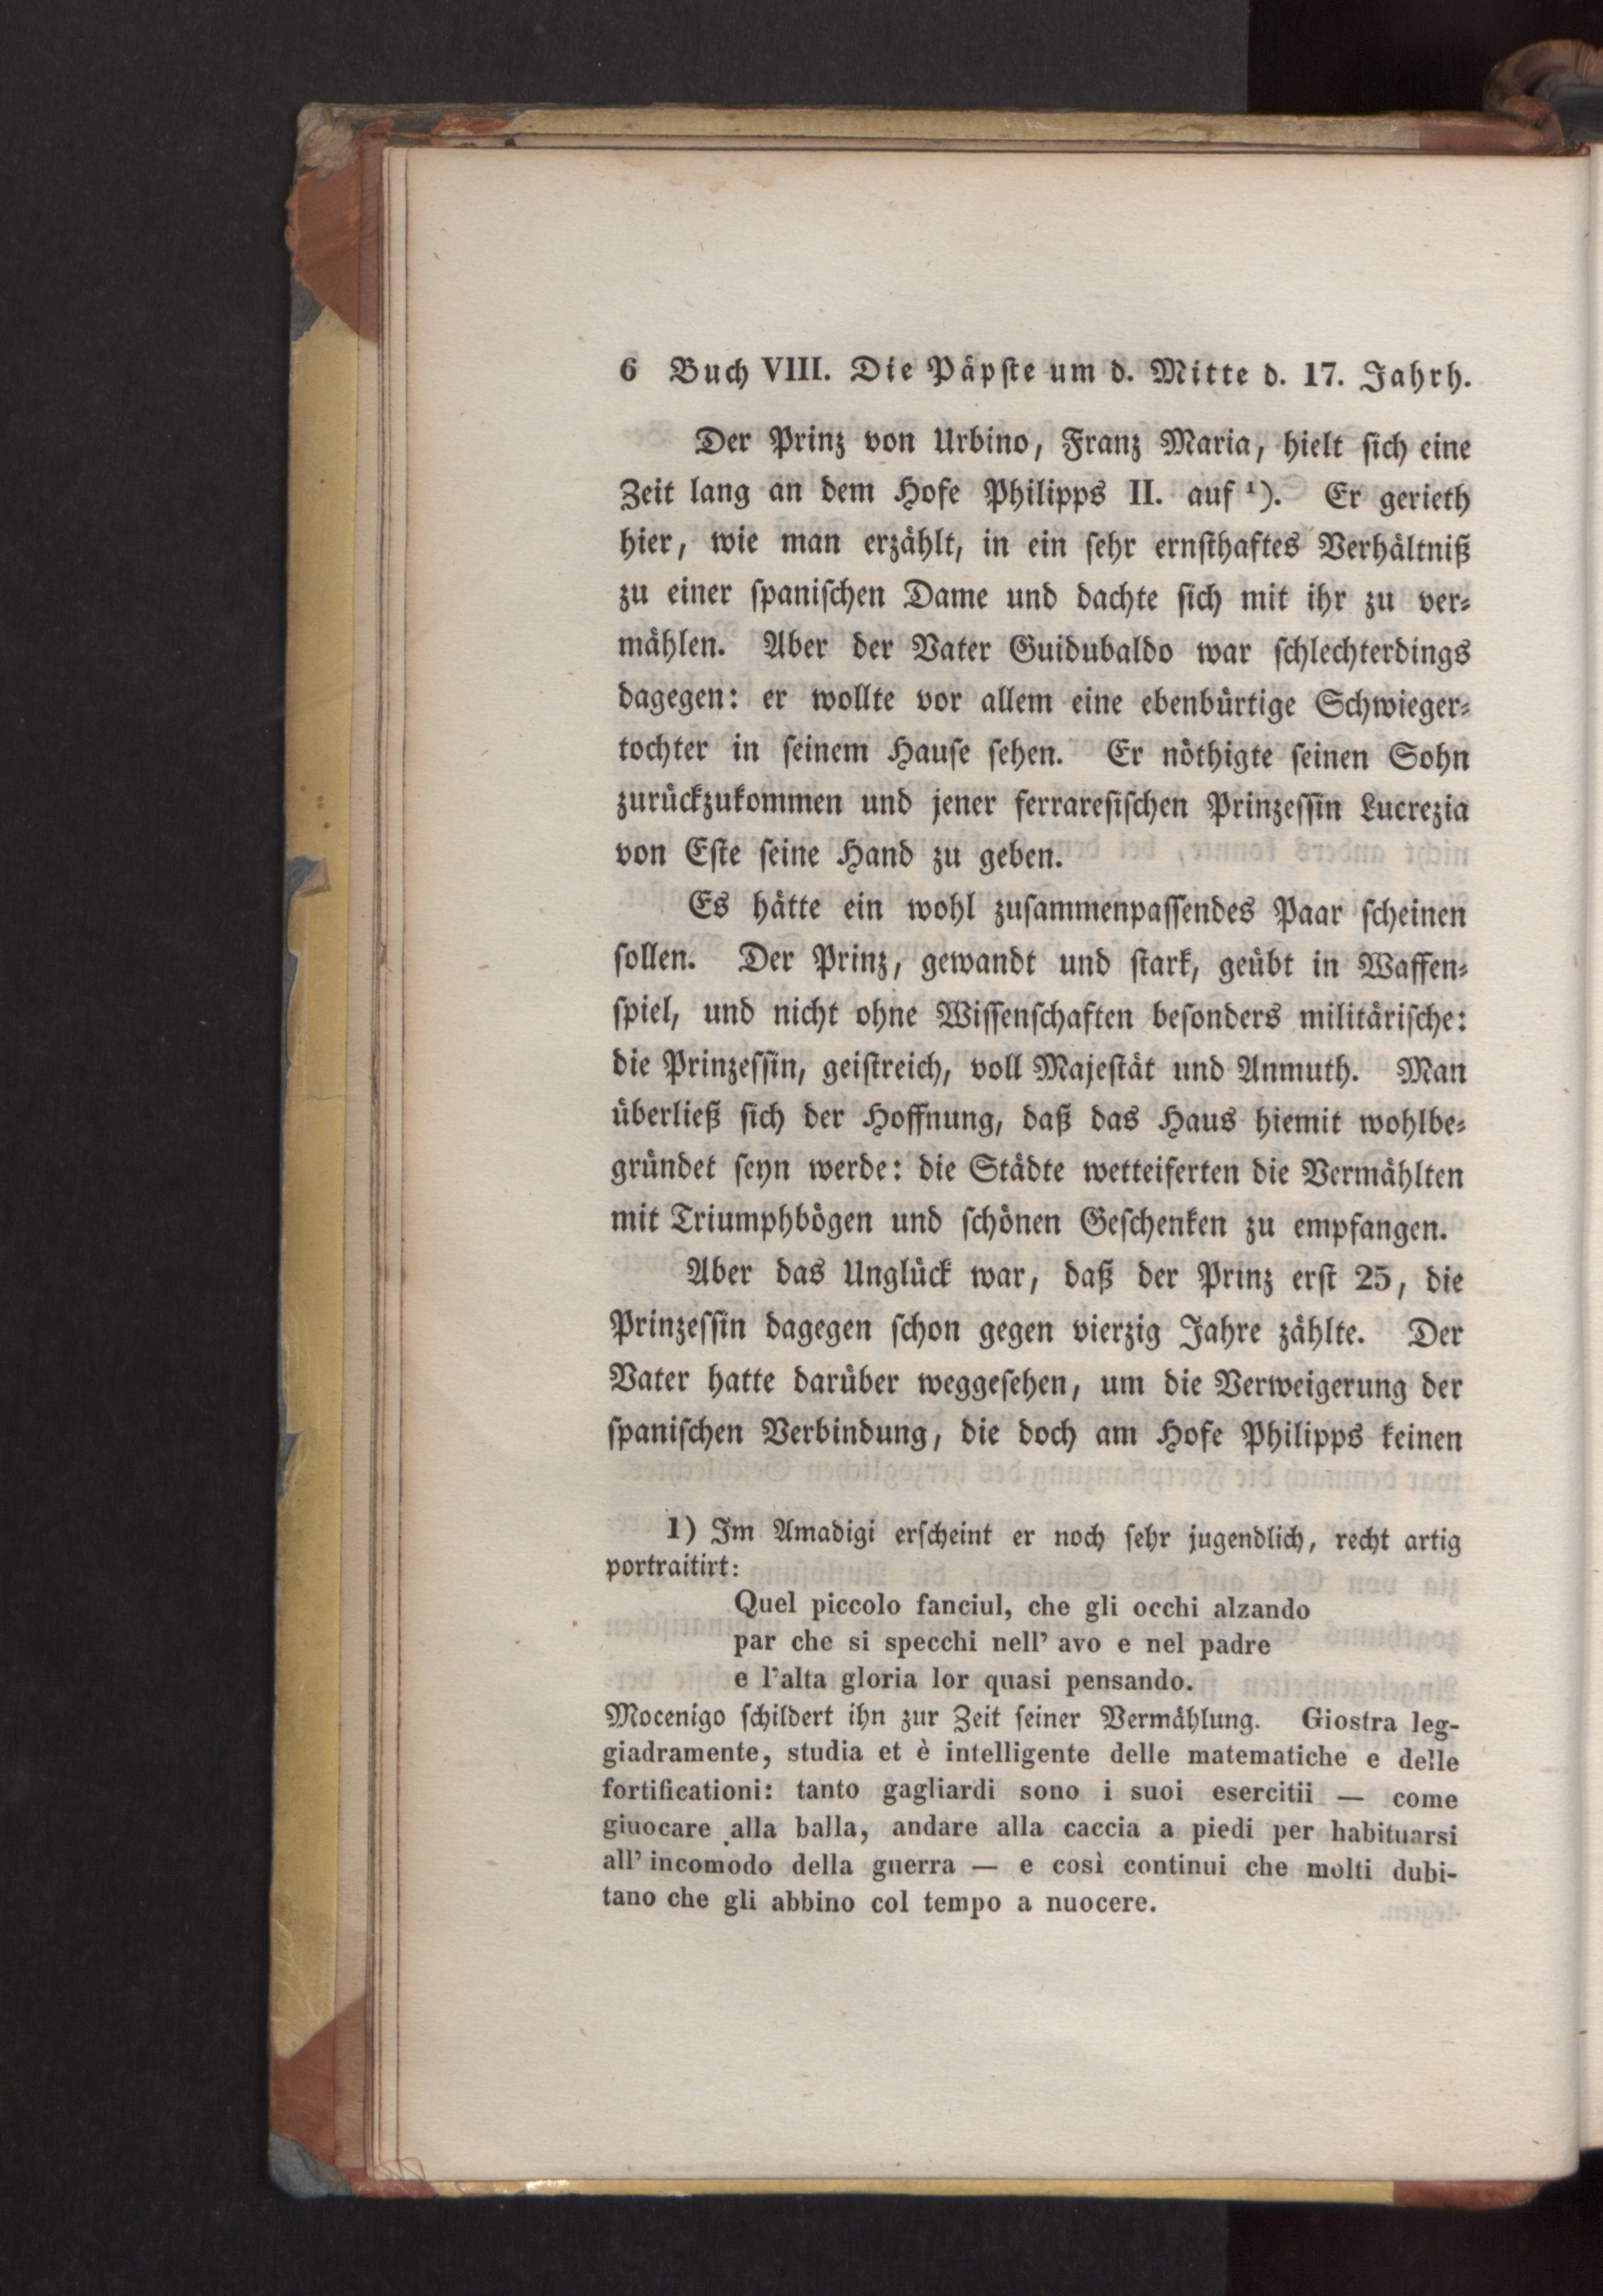 6 Buch VIII. Die Päpste um d. Mitte d. 17. Jahrh.
Der Prinz von Urbino, Franz Maria, hielt sich eine
Zeit lang an dem Hofe Philipps II. auf ¹). Er gerieth
hier, wie man erzählt, in ein sehr ernsthaftes Verhältniß
zu einer spanischen Dame und dachte sich mit ihr zu ver-
mählen. Aber der Vater Guidubaldo war schlechterdings
dagegen: er wollte vor allem eine ebenbürtige Schwieger-
tochter in seinem Hause sehen. Er nöthigte seinen Sohn
zurückzukommen und jener ferraresischen Prinzessin Lucrezia
von Este seine Hand zu geben.
Es hätte ein wohl zusammenpassendes Paar scheinen
sollen. Der Prinz, gewandt und stark, geübt in Waffen-
spiel, und nicht ohne Wissenschaften besonders militärische:
die Prinzessin, geistreich, voll Majestät und Anmuth. Man
überließ sich der Hoffnung, daß das Haus hiemit wohlbe-
gründet seyn werde: die Städte wetteiferten die Vermählten
mit Triumphbögen und schönen Geschenken zu empfangen.
Aber das Unglück war, daß der Prinz erst 25, die
Prinzessin dagegen schon gegen vierzig Jahre zählte. Der
Vater hatte darüber weggesehen, um die Verweigerung der
spanischen Verbindung, die doch am Hofe Philipps keinen
1) Im Amadigi erscheint er noch sehr jugendlich, recht artig
portraitirt:
Quel piccolo fanciul, che gli occhi alzando
par che si specchi nell' avo e nel padre
e l'alta gloria lor quasi pensando.
Mocenigo schildert ihn zur Zeit seiner Vermählung. Giostra leg-
giadramente, studia et è intelligente delle matematiche e delle
fortificationi: tanto gagliardi sono i suoi esercitii — come
giuocare alla balla, andare alla caccia a piedi per habituarsi
all' incomodo della guerra — e così continui che molti dubi-
tano che gli abbino col tempo a nuocere.